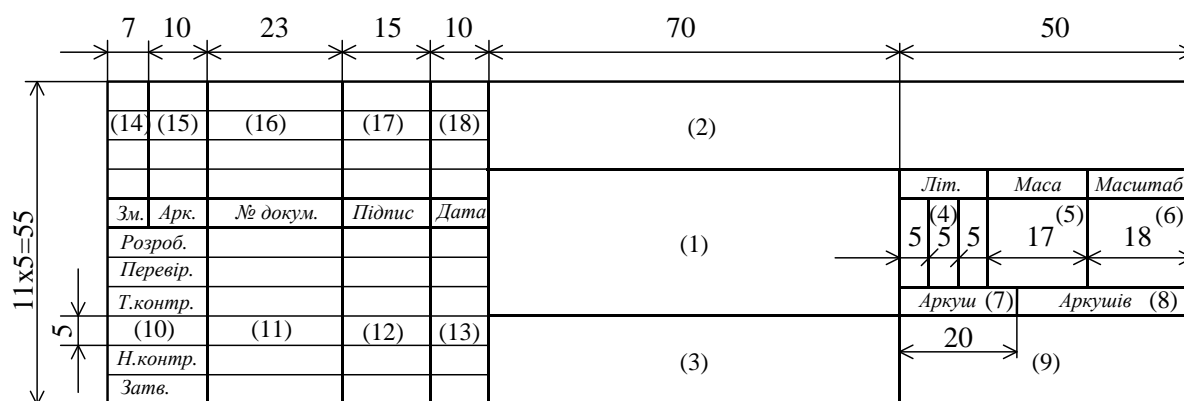 7 10 23 15 10 70 50
(14) (15) (16) (17) (18) (2)
Літ. Маса Масштаб
Зм. Арк. № докум. Підпис Дата (4) (5) (6)
Розроб. (1) 5 5 5 17 18
Перевір.
11x5=55
Т.контр. Аркуш (7) Аркушів (8)
5 (10) (11) (12) (13) 20
Н.контр. (3) (9)
Затв.